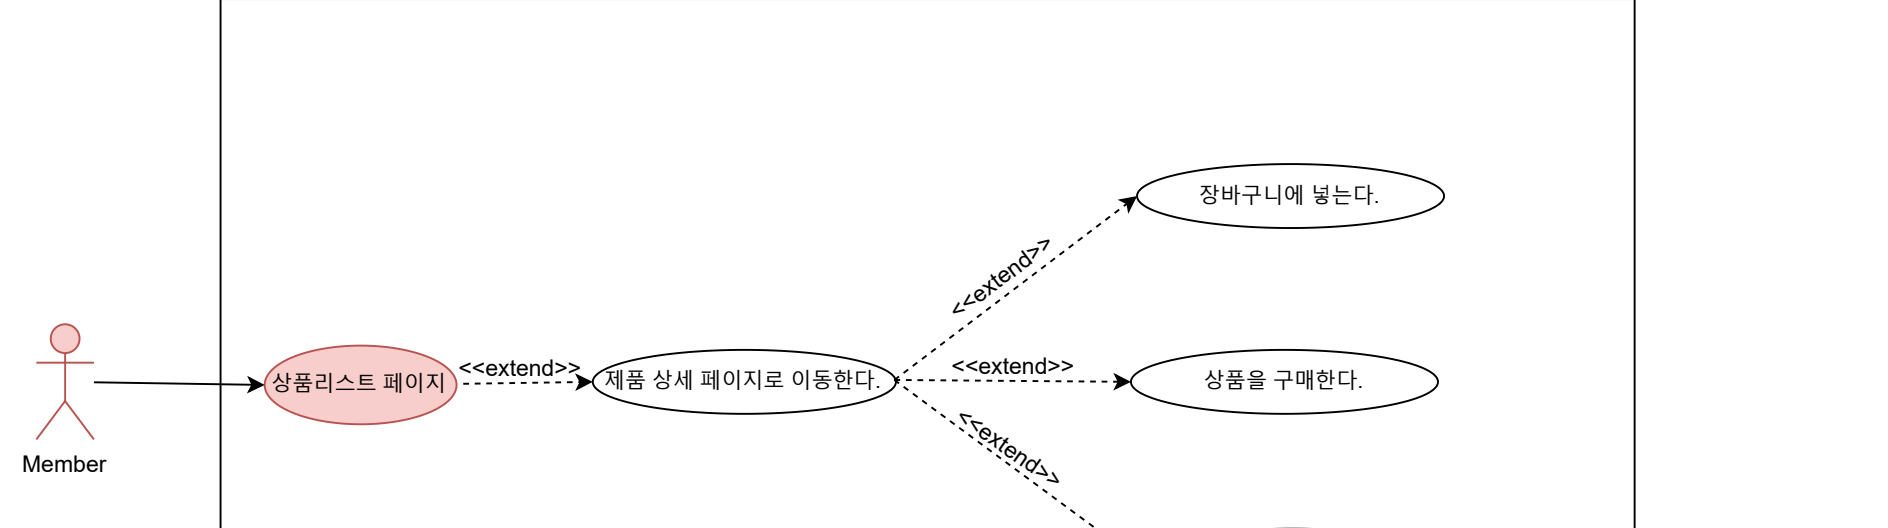 장바구니에 넣는다.
<<extend>>
상품리스트 페이지
<<extend>>
제품 상세 페이지로 이동한다.
<<extend>>
상품을 구매한다.
<<extend>>
Member